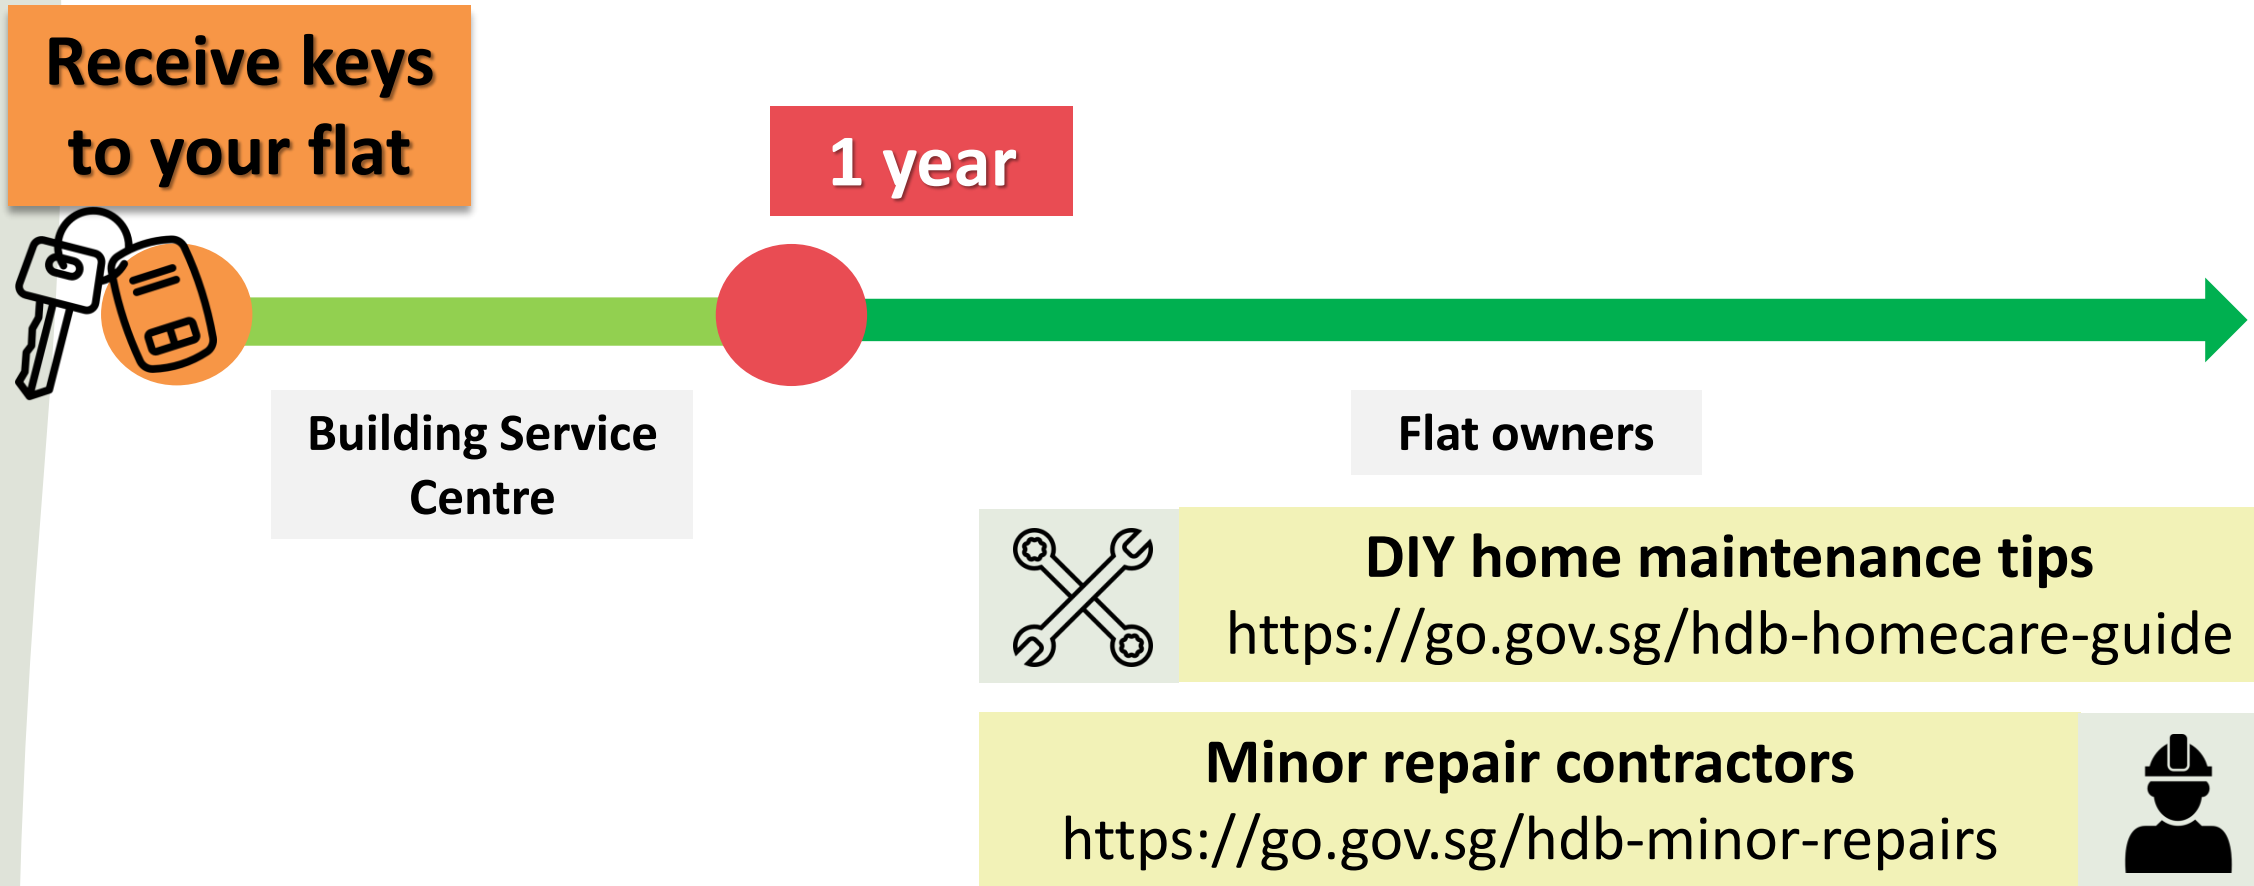 Receive keys
to your flat
1 year
Building Service
Centre
Flat owners
DIY home maintenance tips
https://go.gov.sg/hdb-homecare-guide
Minor repair contractors
https://go.gov.sg/hdb-minor-repairs